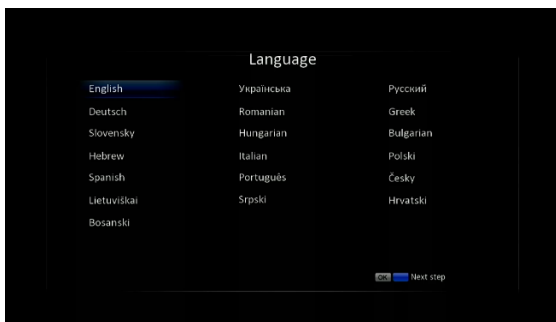 Language
English Українська Русский
Deutsch Romanian Greek
Slovensky Hungarian Bulgarian
Hebrew Italian Polski
Spanish Português Česky
Lietuviškai Srpski Hrvatski
Bosanski
OK Next step